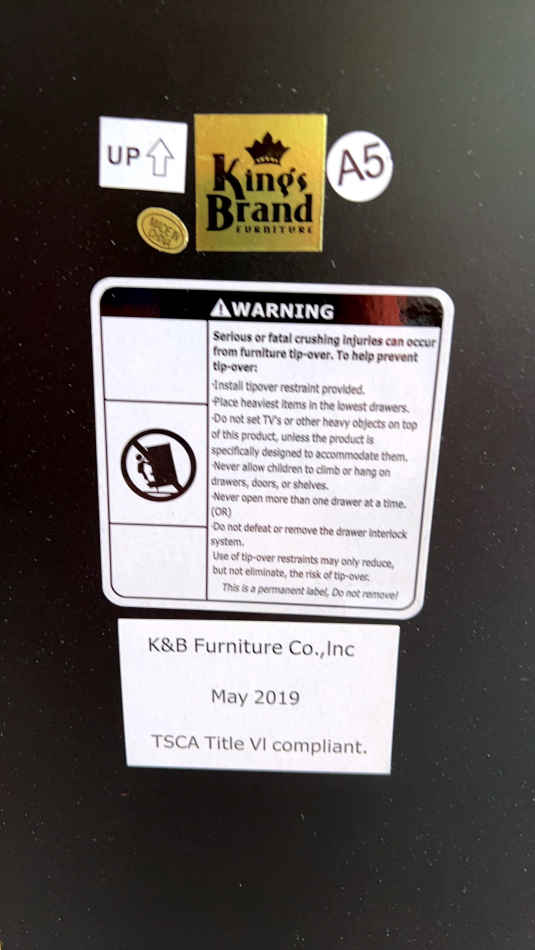 UP
King's
Brand
FURNITURE
A5
MADE IN
CHINA
WARNING
Serious or fatal crushing injuries can occur
from furniture tip-over. To help prevent
tip-over:
·Install tipover restraint provided.
·Place heaviest items in the lowest drawers.
·Do not set TV's or other heavy objects on top
of this product, unless the product is
specifically designed to accommodate them.
·Never allow children to climb or hang on
drawers, doors, or shelves.
·Never open more than one drawer at a time.
(OR)
·Do not defeat or remove the drawer interlock
system.
Use of tip-over restraints may only reduce,
but not eliminate, the risk of tip-over.
This is a permanent label, Do not remove!
K&B Furniture Co.,Inc
May 2019
TSCA Title VI compliant.